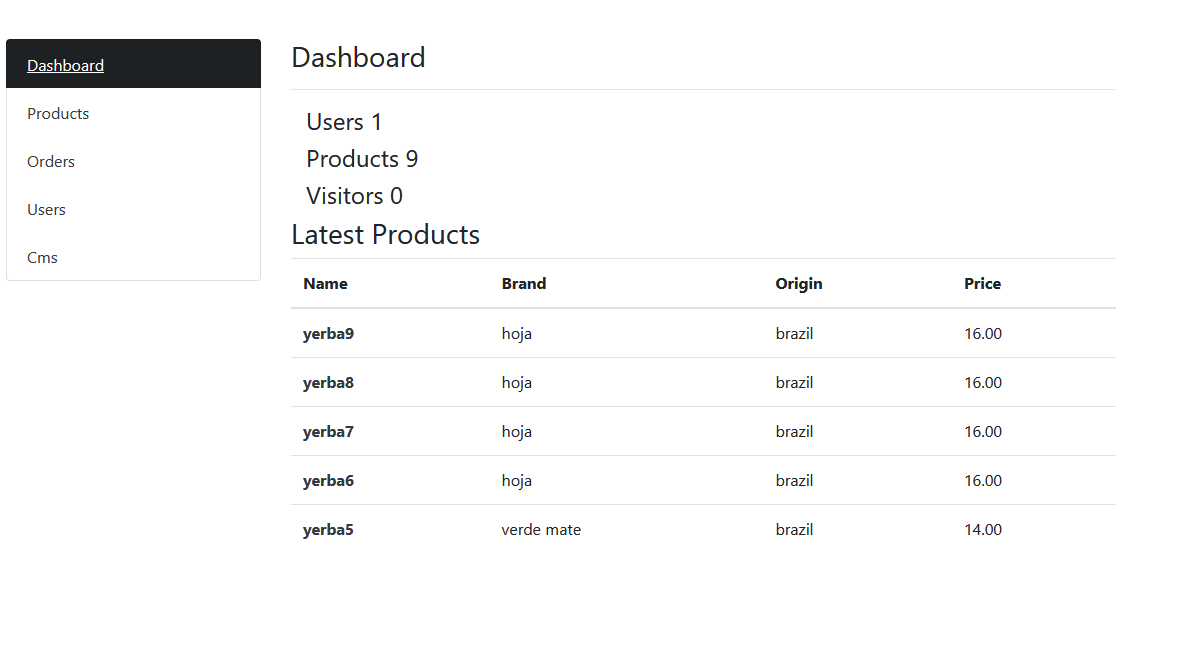 Dashboard
Products
Orders
Users
Cms
Dashboard
Users 1
Products 9
Visitors 0
Latest Products
Name Brand Origin Price
yerba9 hoja brazil 16.00
yerba8 hoja brazil 16.00
yerba7 hoja brazil 16.00
yerba6 hoja brazil 16.00
yerba5 verde mate brazil 14.00